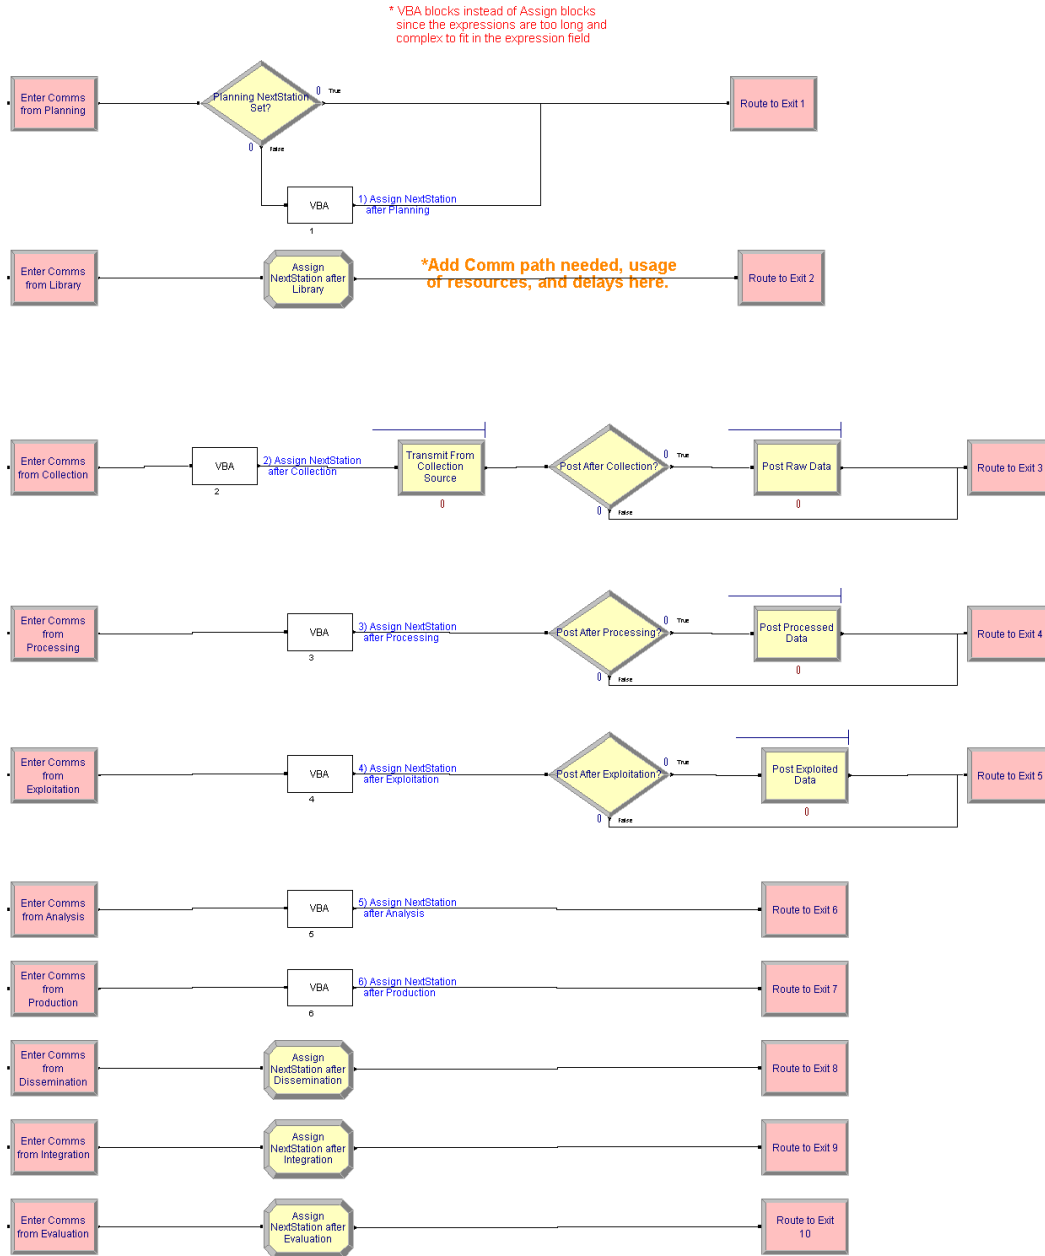 * VBA blocks instead of Assign blocks
since the expressions are too long and
complex to fit in the expression field
Enter Comms
from Planning
Planning NextStation
Set?
0
True
0
False
Route to Exit 1
VBA
1
1) Assign NextStation
after Planning
Enter Comms
from Library
Assign
NextStation after
Library
*Add Comm path needed, usage
of resources, and delays here.
Route to Exit 2
Enter Comms
from Collection
VBA
2
2) Assign NextStation
after Collection
Transmit From
Collection
Source
0
Post After Collection?
0
True
0
False
Post Raw Data
0
Route to Exit 3
Enter Comms
from
Processing
VBA
3
3) Assign NextStation
after Processing
Post After Processing?
0
True
0
False
Post Processed
Data
0
Route to Exit 4
Enter Comms
from
Exploitation
VBA
4
4) Assign NextStation
after Exploitation
Post After Exploitation?
0
True
0
False
Post Exploited
Data
0
Route to Exit 5
Enter Comms
from Analysis
VBA
5
5) Assign NextStation
after Analysis
Route to Exit 6
Enter Comms
from
Production
VBA
6
6) Assign NextStation
after Production
Route to Exit 7
Enter Comms
from
Dissemination
Assign
NextStation after
Dissemination
Route to Exit 8
Enter Comms
from Integration
Assign
NextStation after
Integration
Route to Exit 9
Enter Comms
from Evaluation
Assign
NextStation after
Evaluation
Route to Exit
10